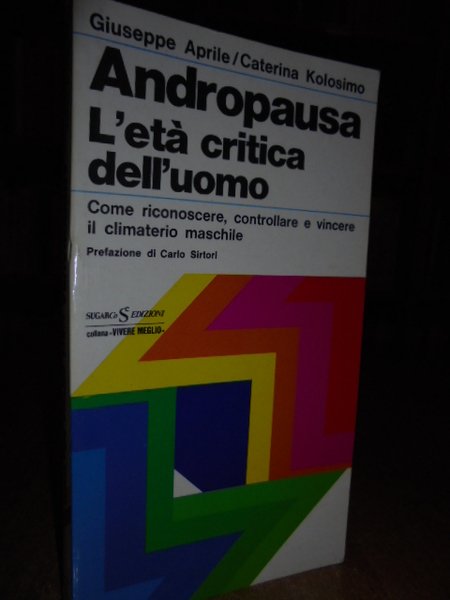 Giuseppe Aprile/Caterina Kolosimo
Andropausa
L'età critica
dell'uomo
Come riconoscere, controllare e vincere
il climaterio maschile
Prefazione di Carlo Sirtori
SUGARCo EDIZIONI
collana «VIVERE MEGLIO»